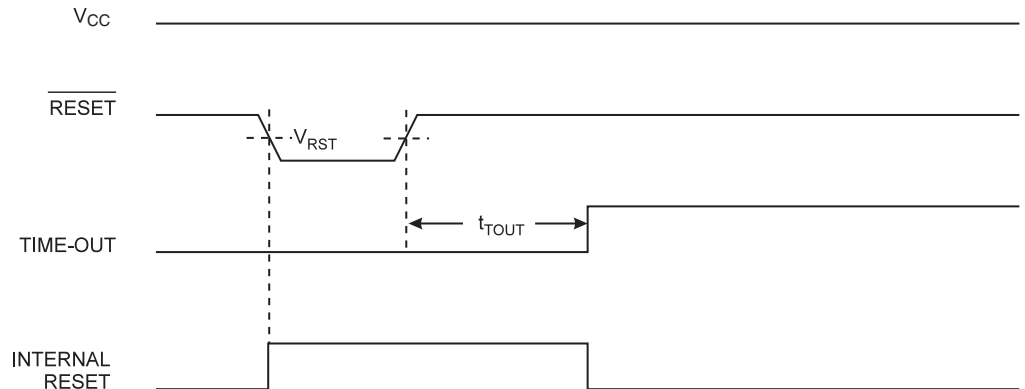 VCC
RESET
VRST
tTOUT
TIME-OUT
INTERNAL
RESET